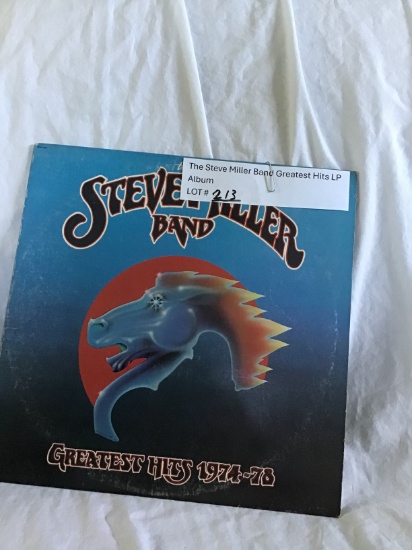 The Steve Miller Band Greatest Hits LP
Album
LOT # 213
STEVE MILLER
BAND
GREATEST HITS 1974-78